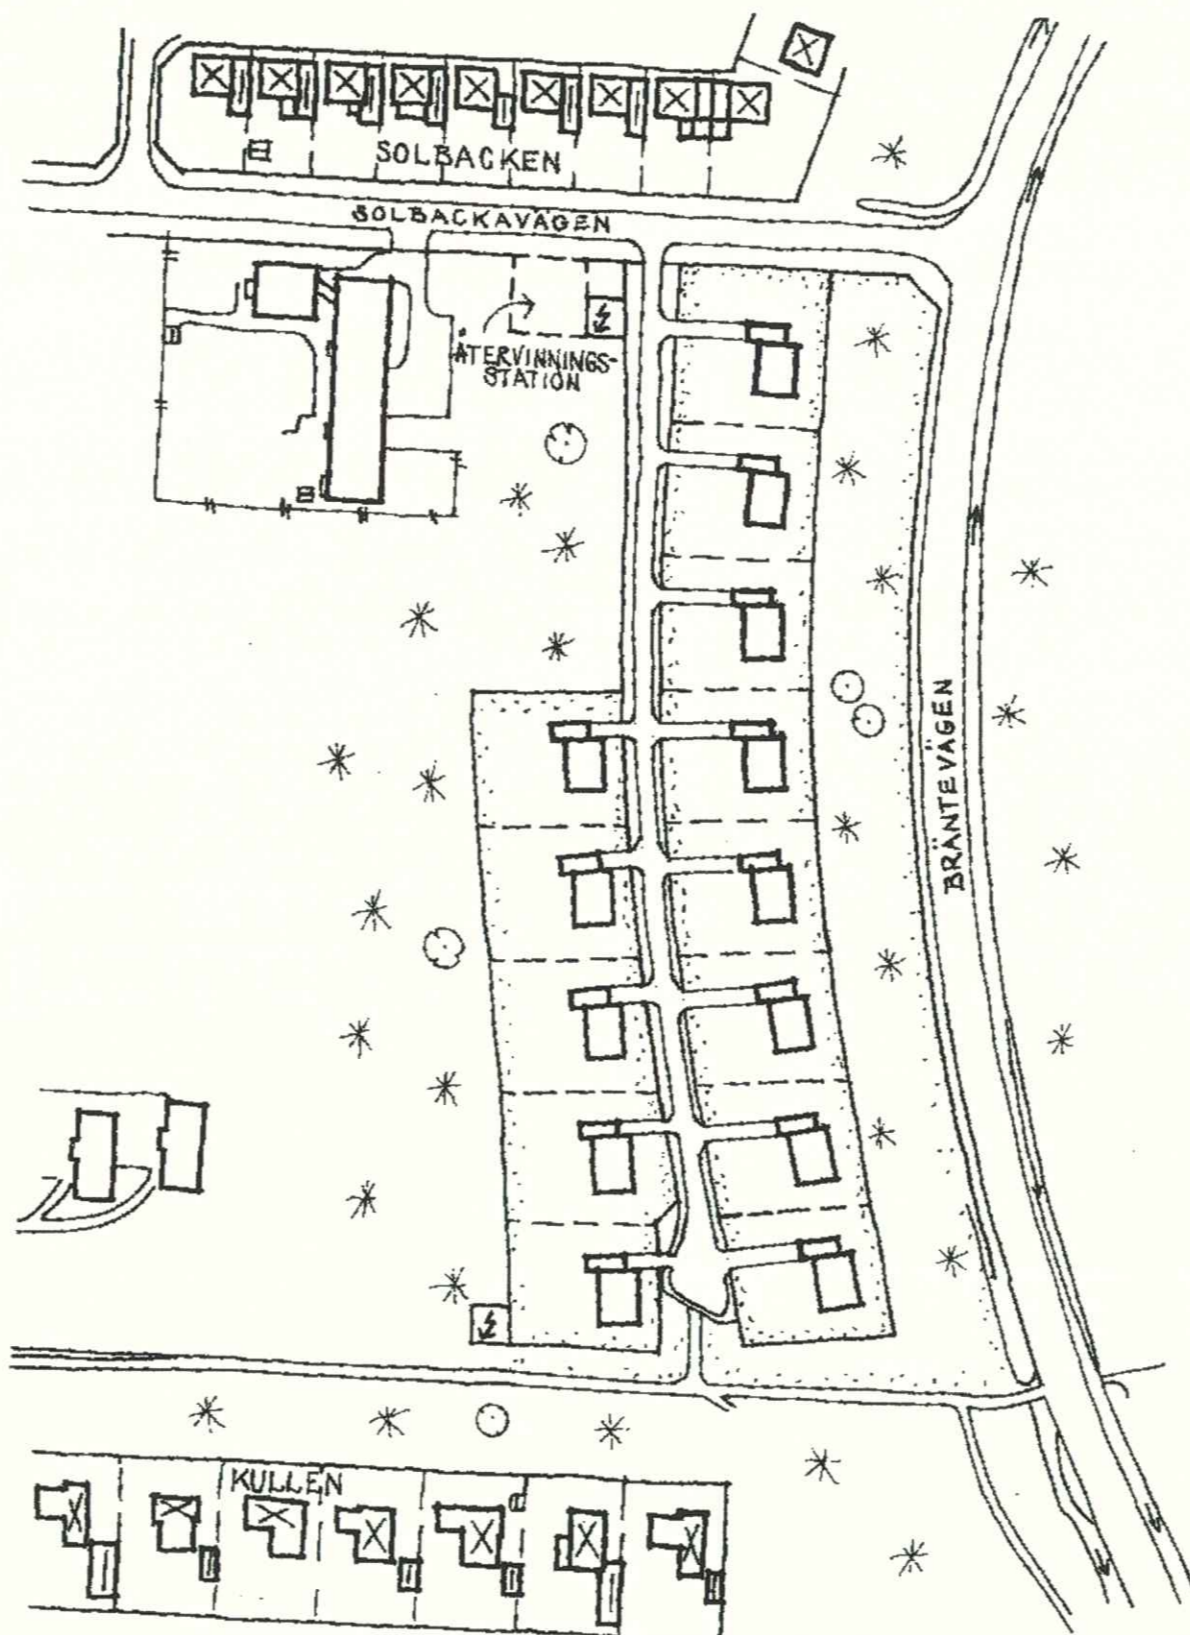 SOLBACKEN
SOLBACKAVÄGEN
ÅTERVINNINGS-
STATION
BRÄNTEVÄGEN
KULLEN